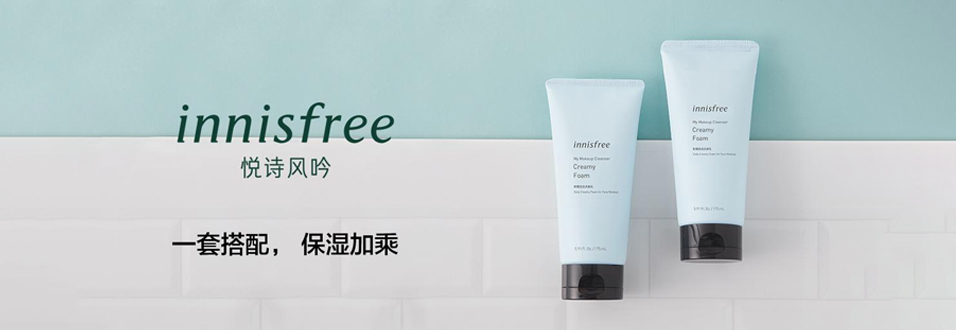 innisfree
悦诗风吟
一套搭配， 保湿加乘
innisfree
My Makeup Cleanser
Creamy
Foam
innisfree
My Makeup Cleanser
Creamy
Foam